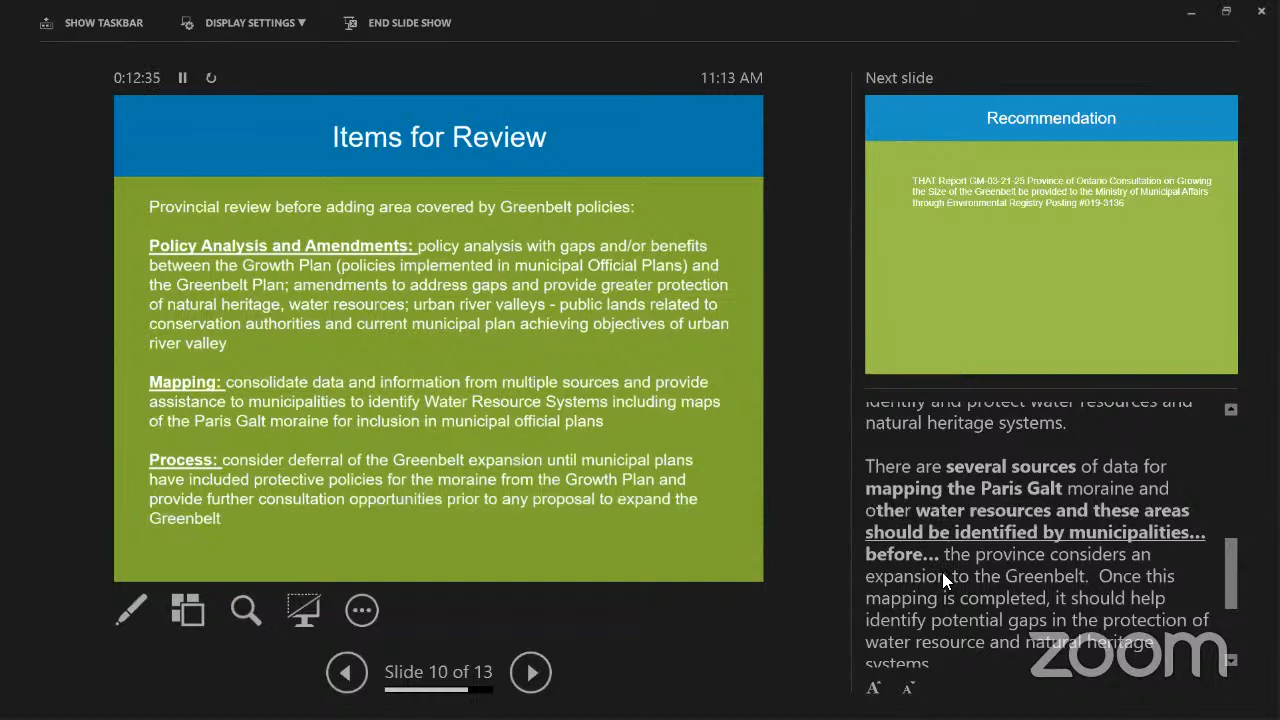 SHOW TASKBAR DISPLAY SETTINGS ▼ END SLIDE SHOW
0:12:35 11:13 AM
Items for Review
Provincial review before adding area covered by Greenbelt policies:
Policy Analysis and Amendments: policy analysis with gaps and/or benefits
between the Growth Plan (policies implemented in municipal Official Plans) and
the Greenbelt Plan; amendments to address gaps and provide greater protection
of natural heritage, water resources; urban river valleys - public lands related to
conservation authorities and current municipal plan achieving objectives of urban
river valley
Mapping: consolidate data and information from multiple sources and provide
assistance to municipalities to identify Water Resource Systems including maps
of the Paris Galt moraine for inclusion in municipal official plans
Process: consider deferral of the Greenbelt expansion until municipal plans
have included protective policies for the moraine from the Growth Plan and
provide further consultation opportunities prior to any proposal to expand the
Greenbelt
Slide 10 of 13
Next slide
Recommendation
THAT Report GM-03-21-25 Province of Ontario Consultation on Growing
the Size of the Greenbelt be provided to the Ministry of Municipal Affairs
through Environmental Registry Posting #019-3136
identify and protect water resources and
natural heritage systems.
There are several sources of data for
mapping the Paris Galt moraine and
other water resources and these areas
should be identified by municipalities...
before... the province considers an
expansion to the Greenbelt. Once this
mapping is completed, it should help
identify potential gaps in the protection of
water resource and natural heritage
systems
zoom
A A